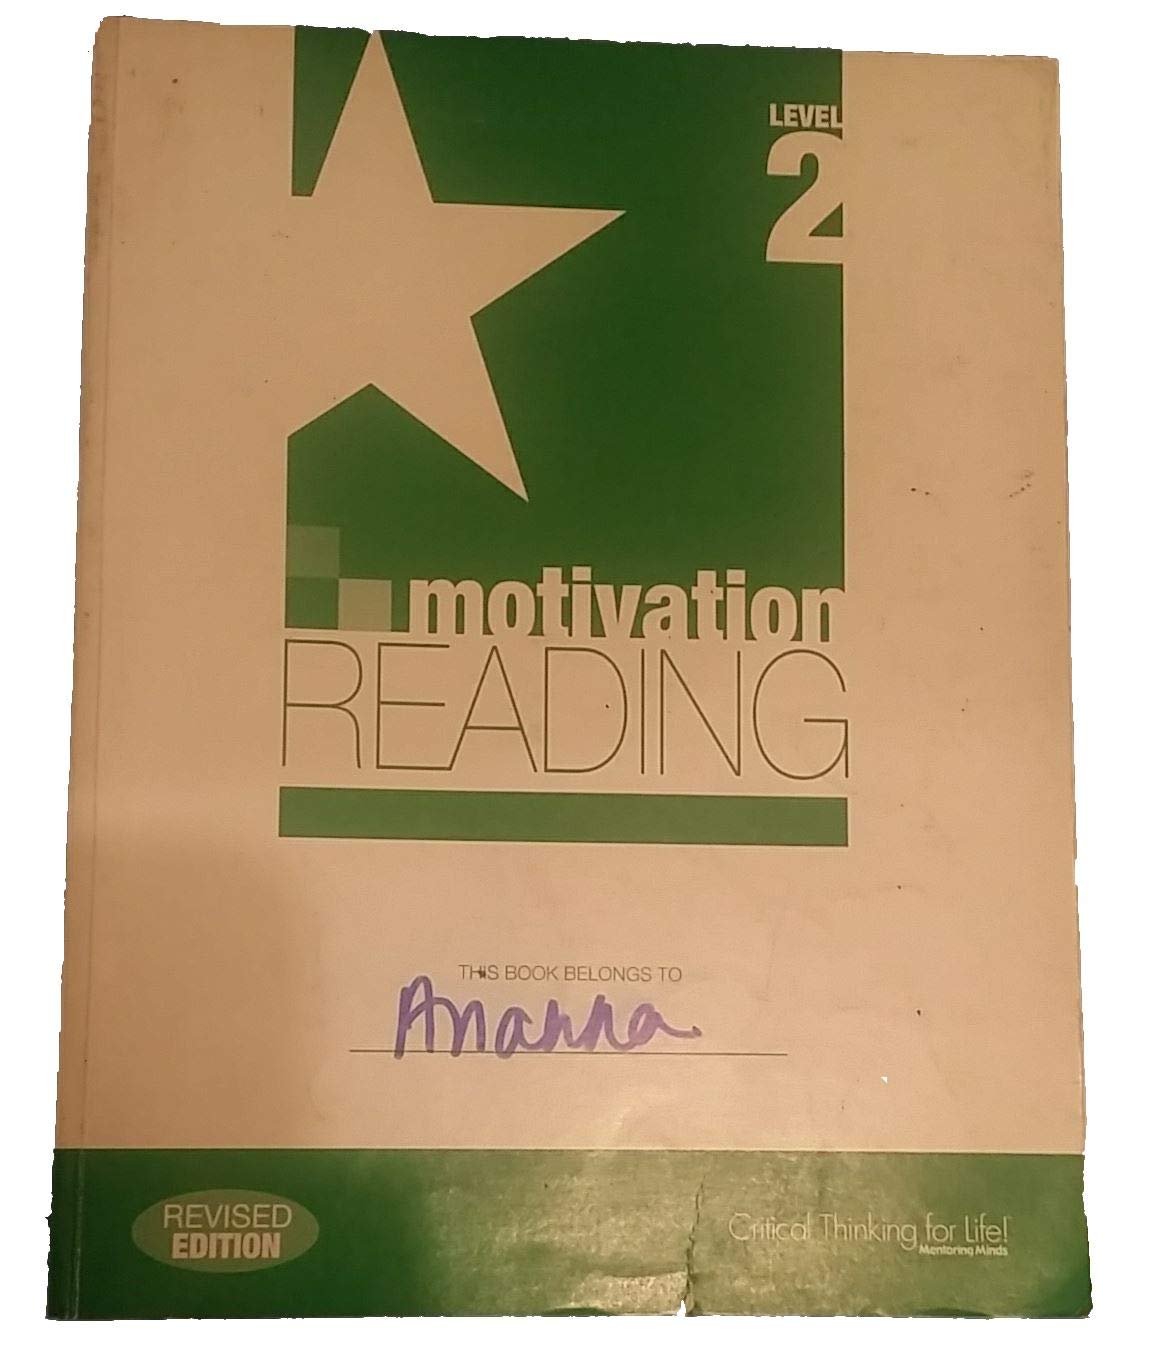 LEVEL
2
motivation
READING
THIS BOOK BELONGS TO
Ananna
REVISED
EDITION
Critical Thinking for Life!
Mentoring Minds